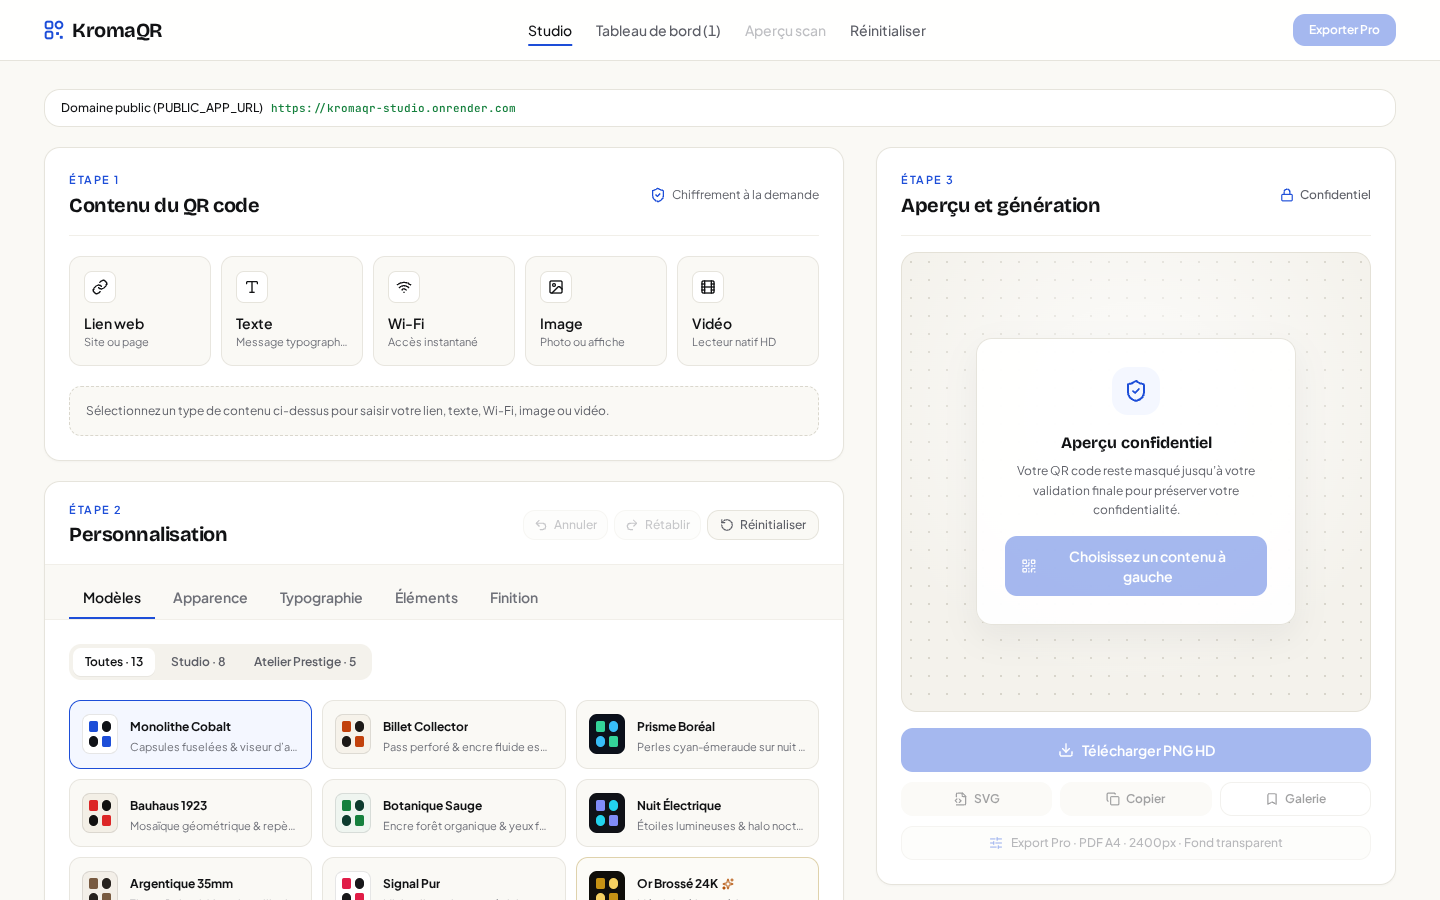 KromaQR
Studio
Tableau de bord (1)
Aperçu scan
Réinitialiser
Exporter Pro
Domaine public (PUBLIC_APP_URL) https://kromaqr-studio.onrender.com
ÉTAPE 1
Contenu du QR code
Chiffrement à la demande
Lien web
Site ou page
Texte
Message typograph...
Wi-Fi
Accès instantané
Image
Photo ou affiche
Vidéo
Lecteur natif HD
Sélectionnez un type de contenu ci-dessus pour saisir votre lien, texte, Wi-Fi, image ou vidéo.
ÉTAPE 2
Personnalisation
Annuler
Rétablir
Réinitialiser
Modèles
Apparence
Typographie
Éléments
Finition
Toutes · 13
Studio · 8
Atelier Prestige · 5
Monolithe Cobalt
Capsules fuselées & viseur d'a...
Billet Collector
Pass perforé & encre fluide es...
Prisme Boréal
Perles cyan-émeraude sur nuit ...
Bauhaus 1923
Mosaïque géométrique & repè...
Botanique Sauge
Encre forêt organique & yeux f...
Nuit Électrique
Étoiles lumineuses & halo noct...
Argentique 35mm
Signal Pur
Or Brossé 24K
ÉTAPE 3
Aperçu et génération
Confidentiel
Aperçu confidentiel
Votre QR code reste masqué jusqu'à votre
validation finale pour préserver votre
confidentialité.
Choisissez un contenu à
gauche
Télécharger PNG HD
SVG
Copier
Galerie
Export Pro · PDF A4 · 2400px · Fond transparent